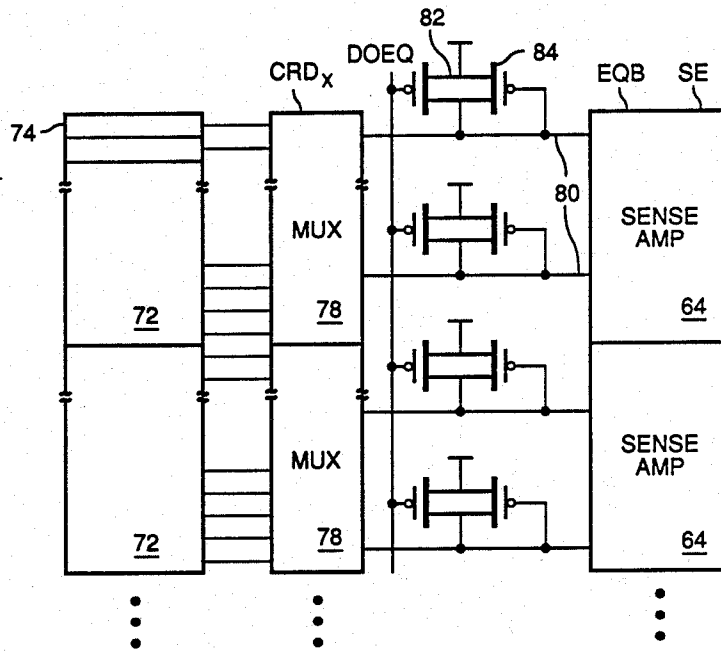 82
DOEQ
84
CRDX
EQB
SE
74
80
MUX
SENSE
AMP
72
78
64
MUX
SENSE
AMP
72
78
64